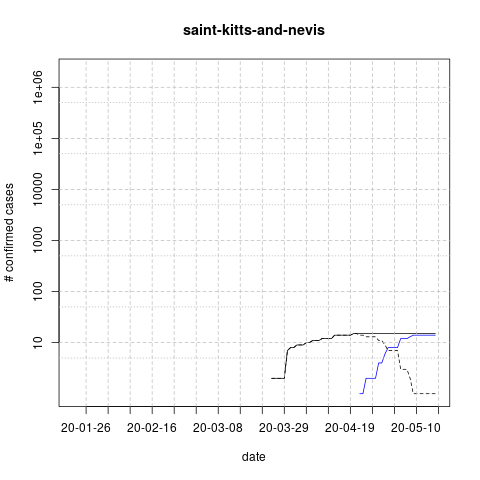 saint-kitts-and-nevis
# confirmed cases
1e+06
1e+05
10000
1000
100
10
20-01-26 20-02-16 20-03-08 20-03-29 20-04-19 20-05-10
date